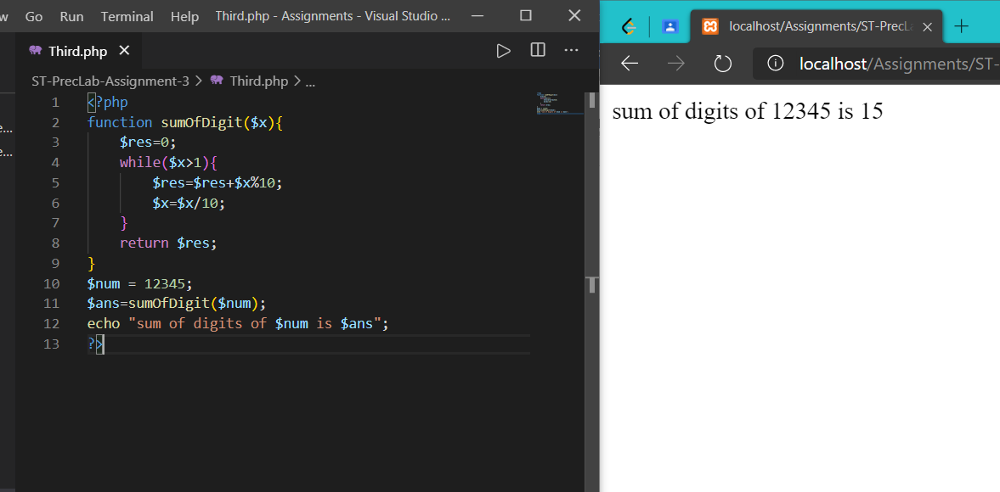 w Go Run Terminal Help Third.php - Assignments - Visual Studio ...
Third.php
ST-PrecLab-Assignment-3 > Third.php > ...
e...
e...
1 <?php
2 function sumOfDigit($x){
3 $res=0;
4 while($x>1){
5 $res=$res+$x%10;
6 $x=$x/10;
7 }
8 return $res;
9 }
10 $num = 12345;
11 $ans=sumOfDigit($num);
12 echo "sum of digits of $num is $ans";
13 ?>
localhost/Assignments/ST-PrecL
localhost/Assignments/ST-
sum of digits of 12345 is 15